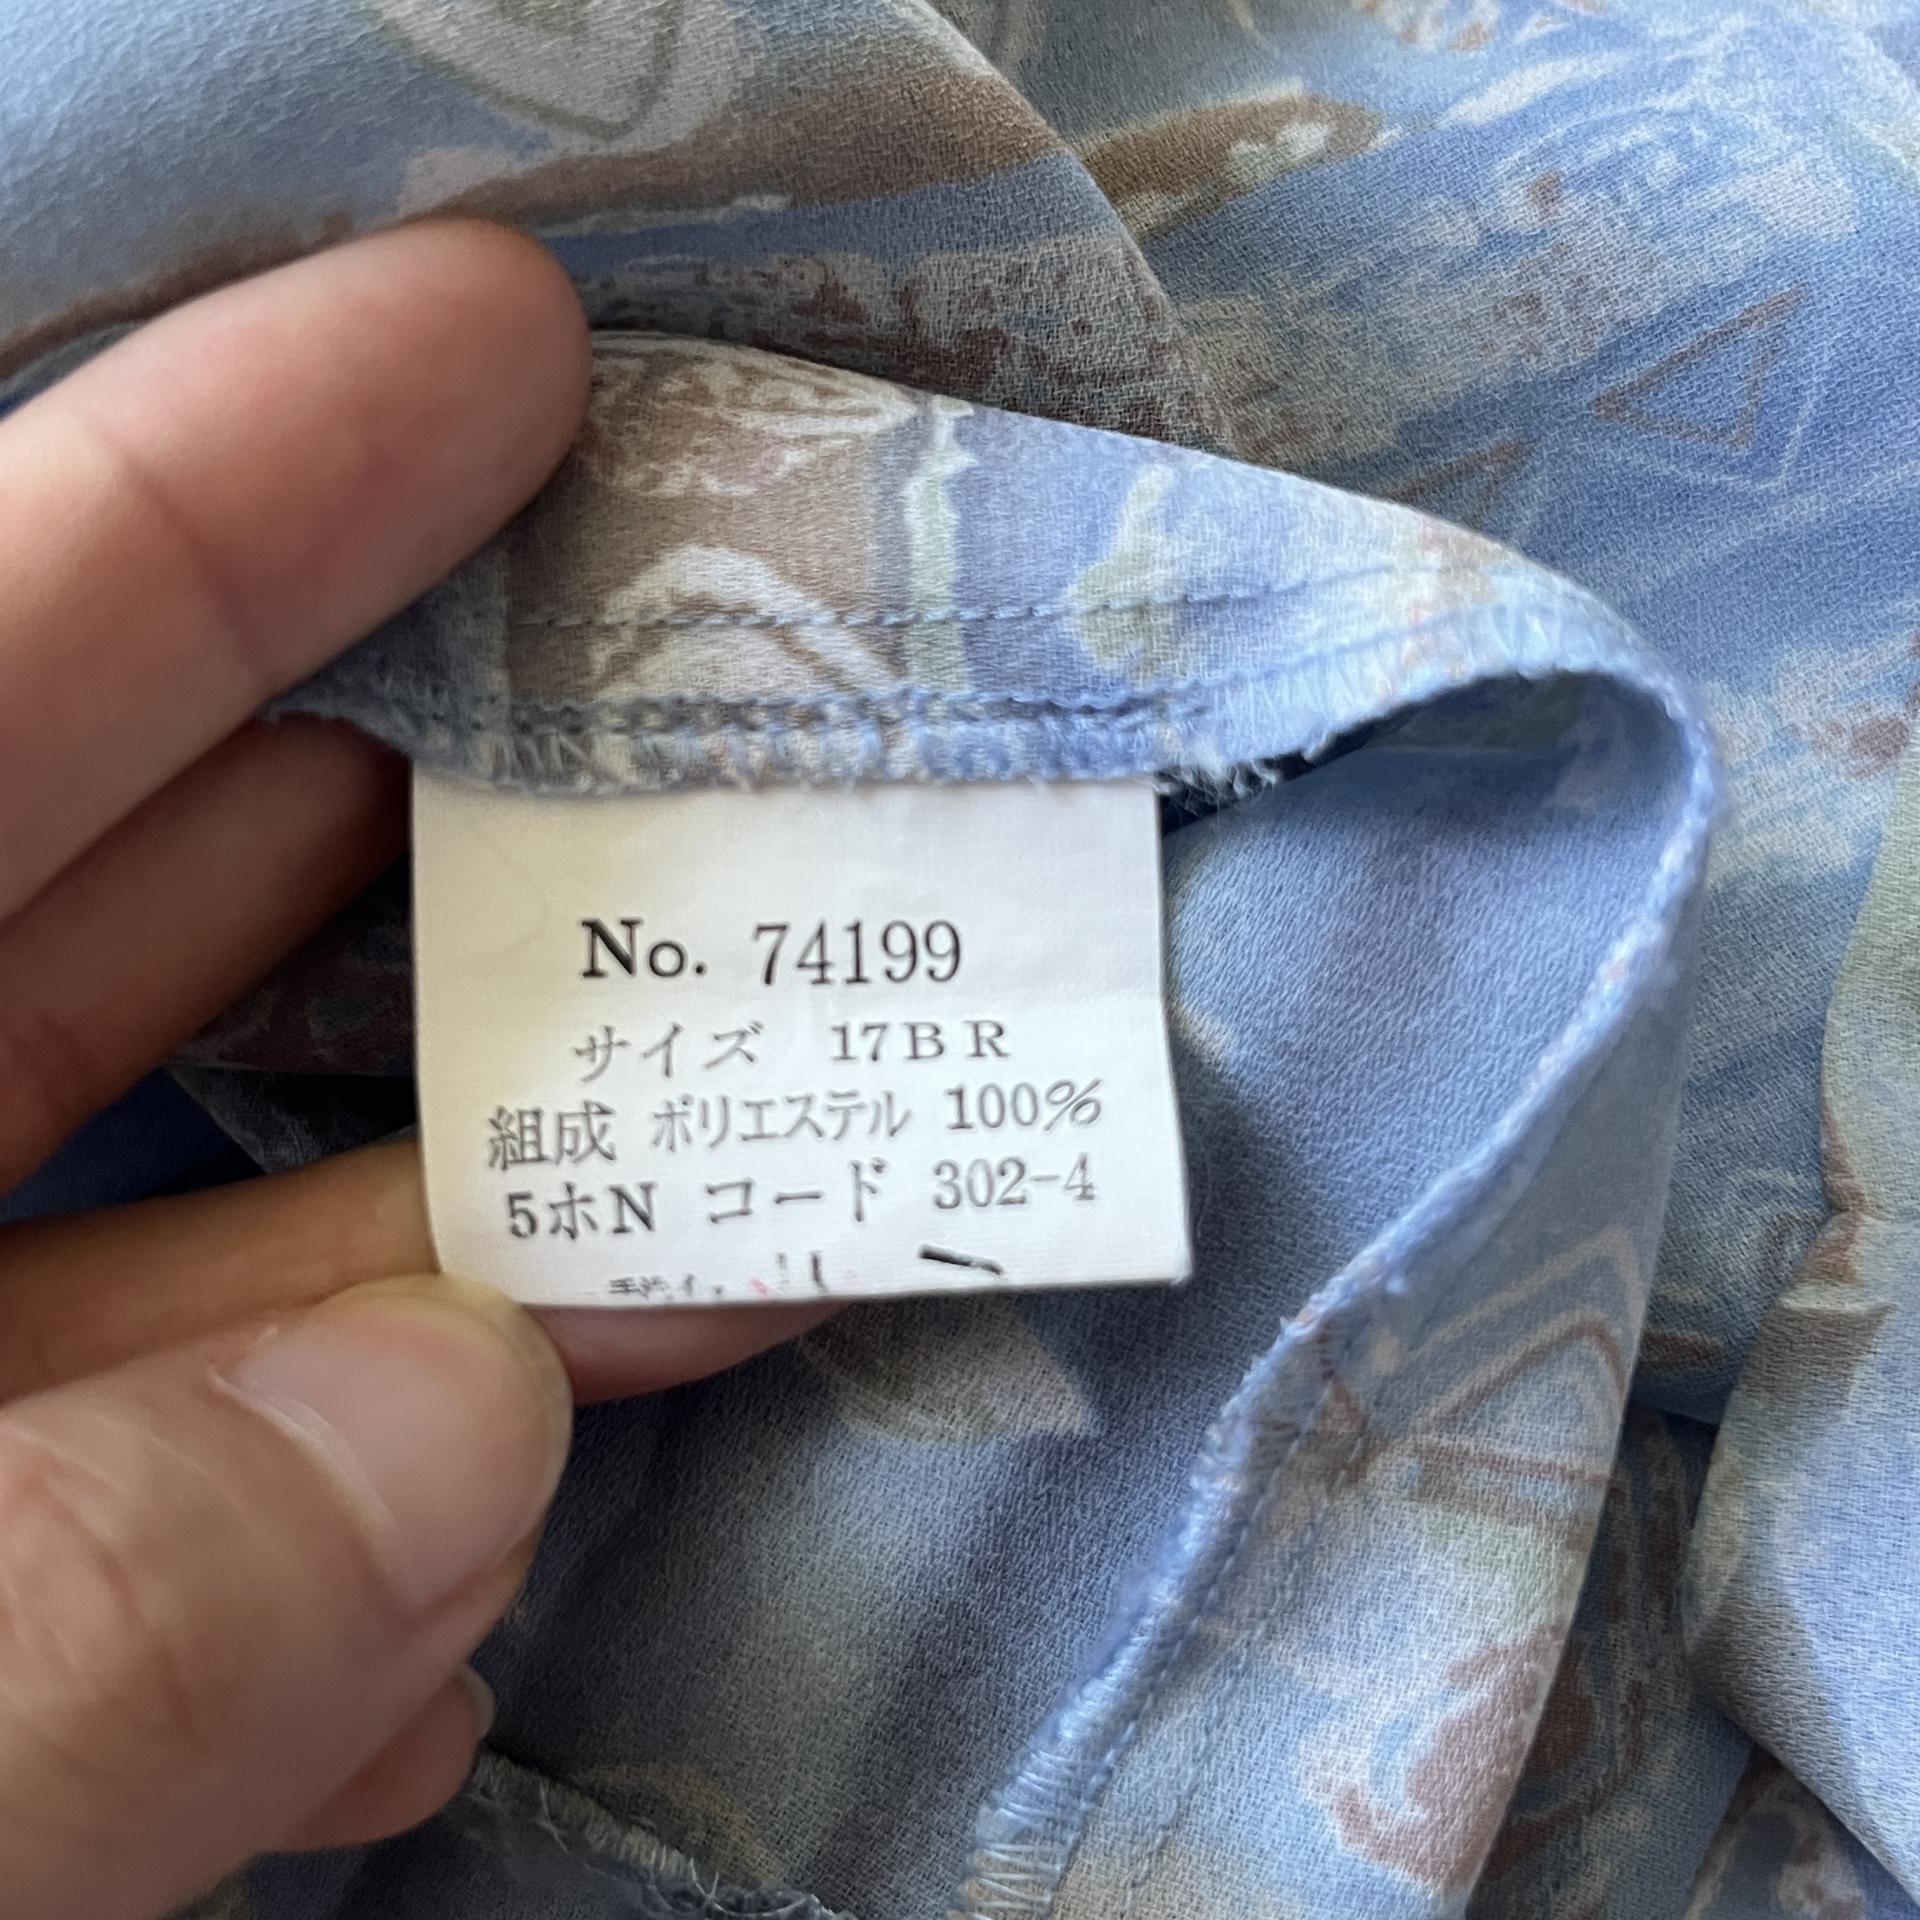 No. 74199
サイズ 17BR
組成 ポリエステル 100%
5ホN コード 302-4